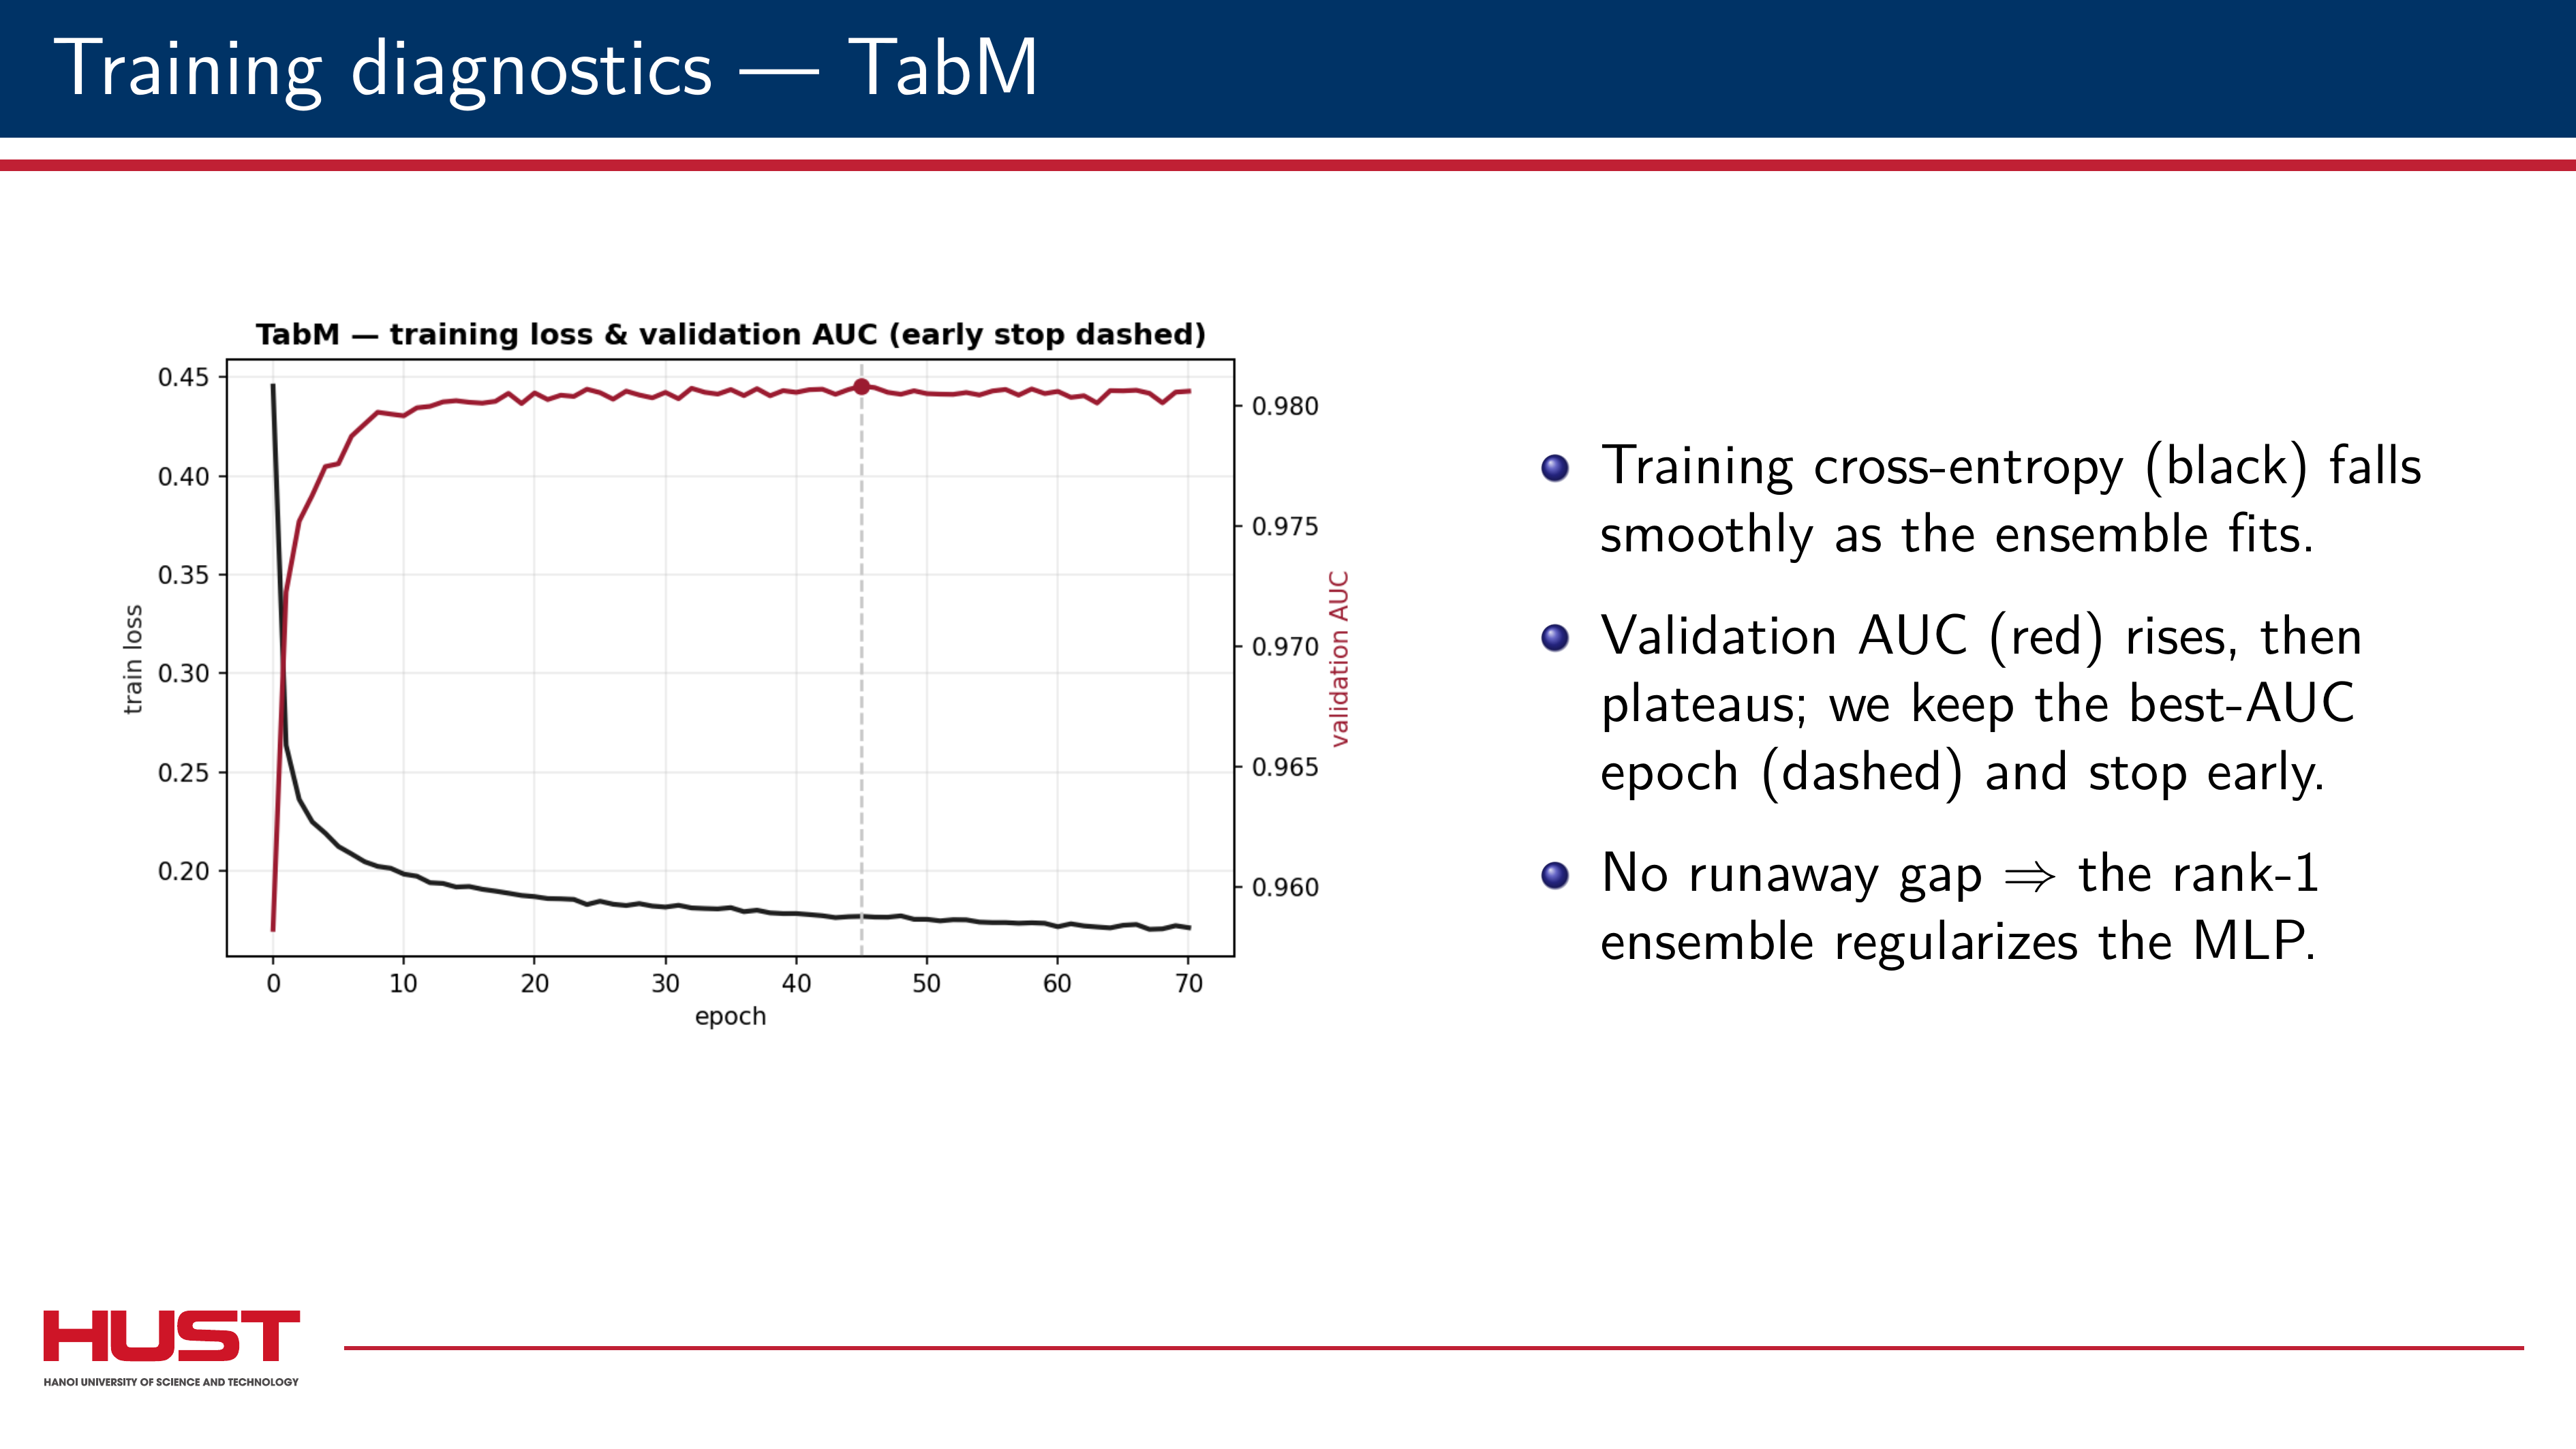 Training diagnostics — TabM
TabM — training loss & validation AUC (early stop dashed)
0.45
0.40
0.35
0.30
0.25
0.20
train loss
0.980
0.975
0.970
0.965
0.960
validation AUC
0 10 20 30 40 50 60 70
epoch
Training cross-entropy (black) falls
smoothly as the ensemble fits.
Validation AUC (red) rises, then
plateaus; we keep the best-AUC
epoch (dashed) and stop early.
No runaway gap ⇒ the rank-1
ensemble regularizes the MLP.
HUST
HANOI UNIVERSITY OF SCIENCE AND TECHNOLOGY